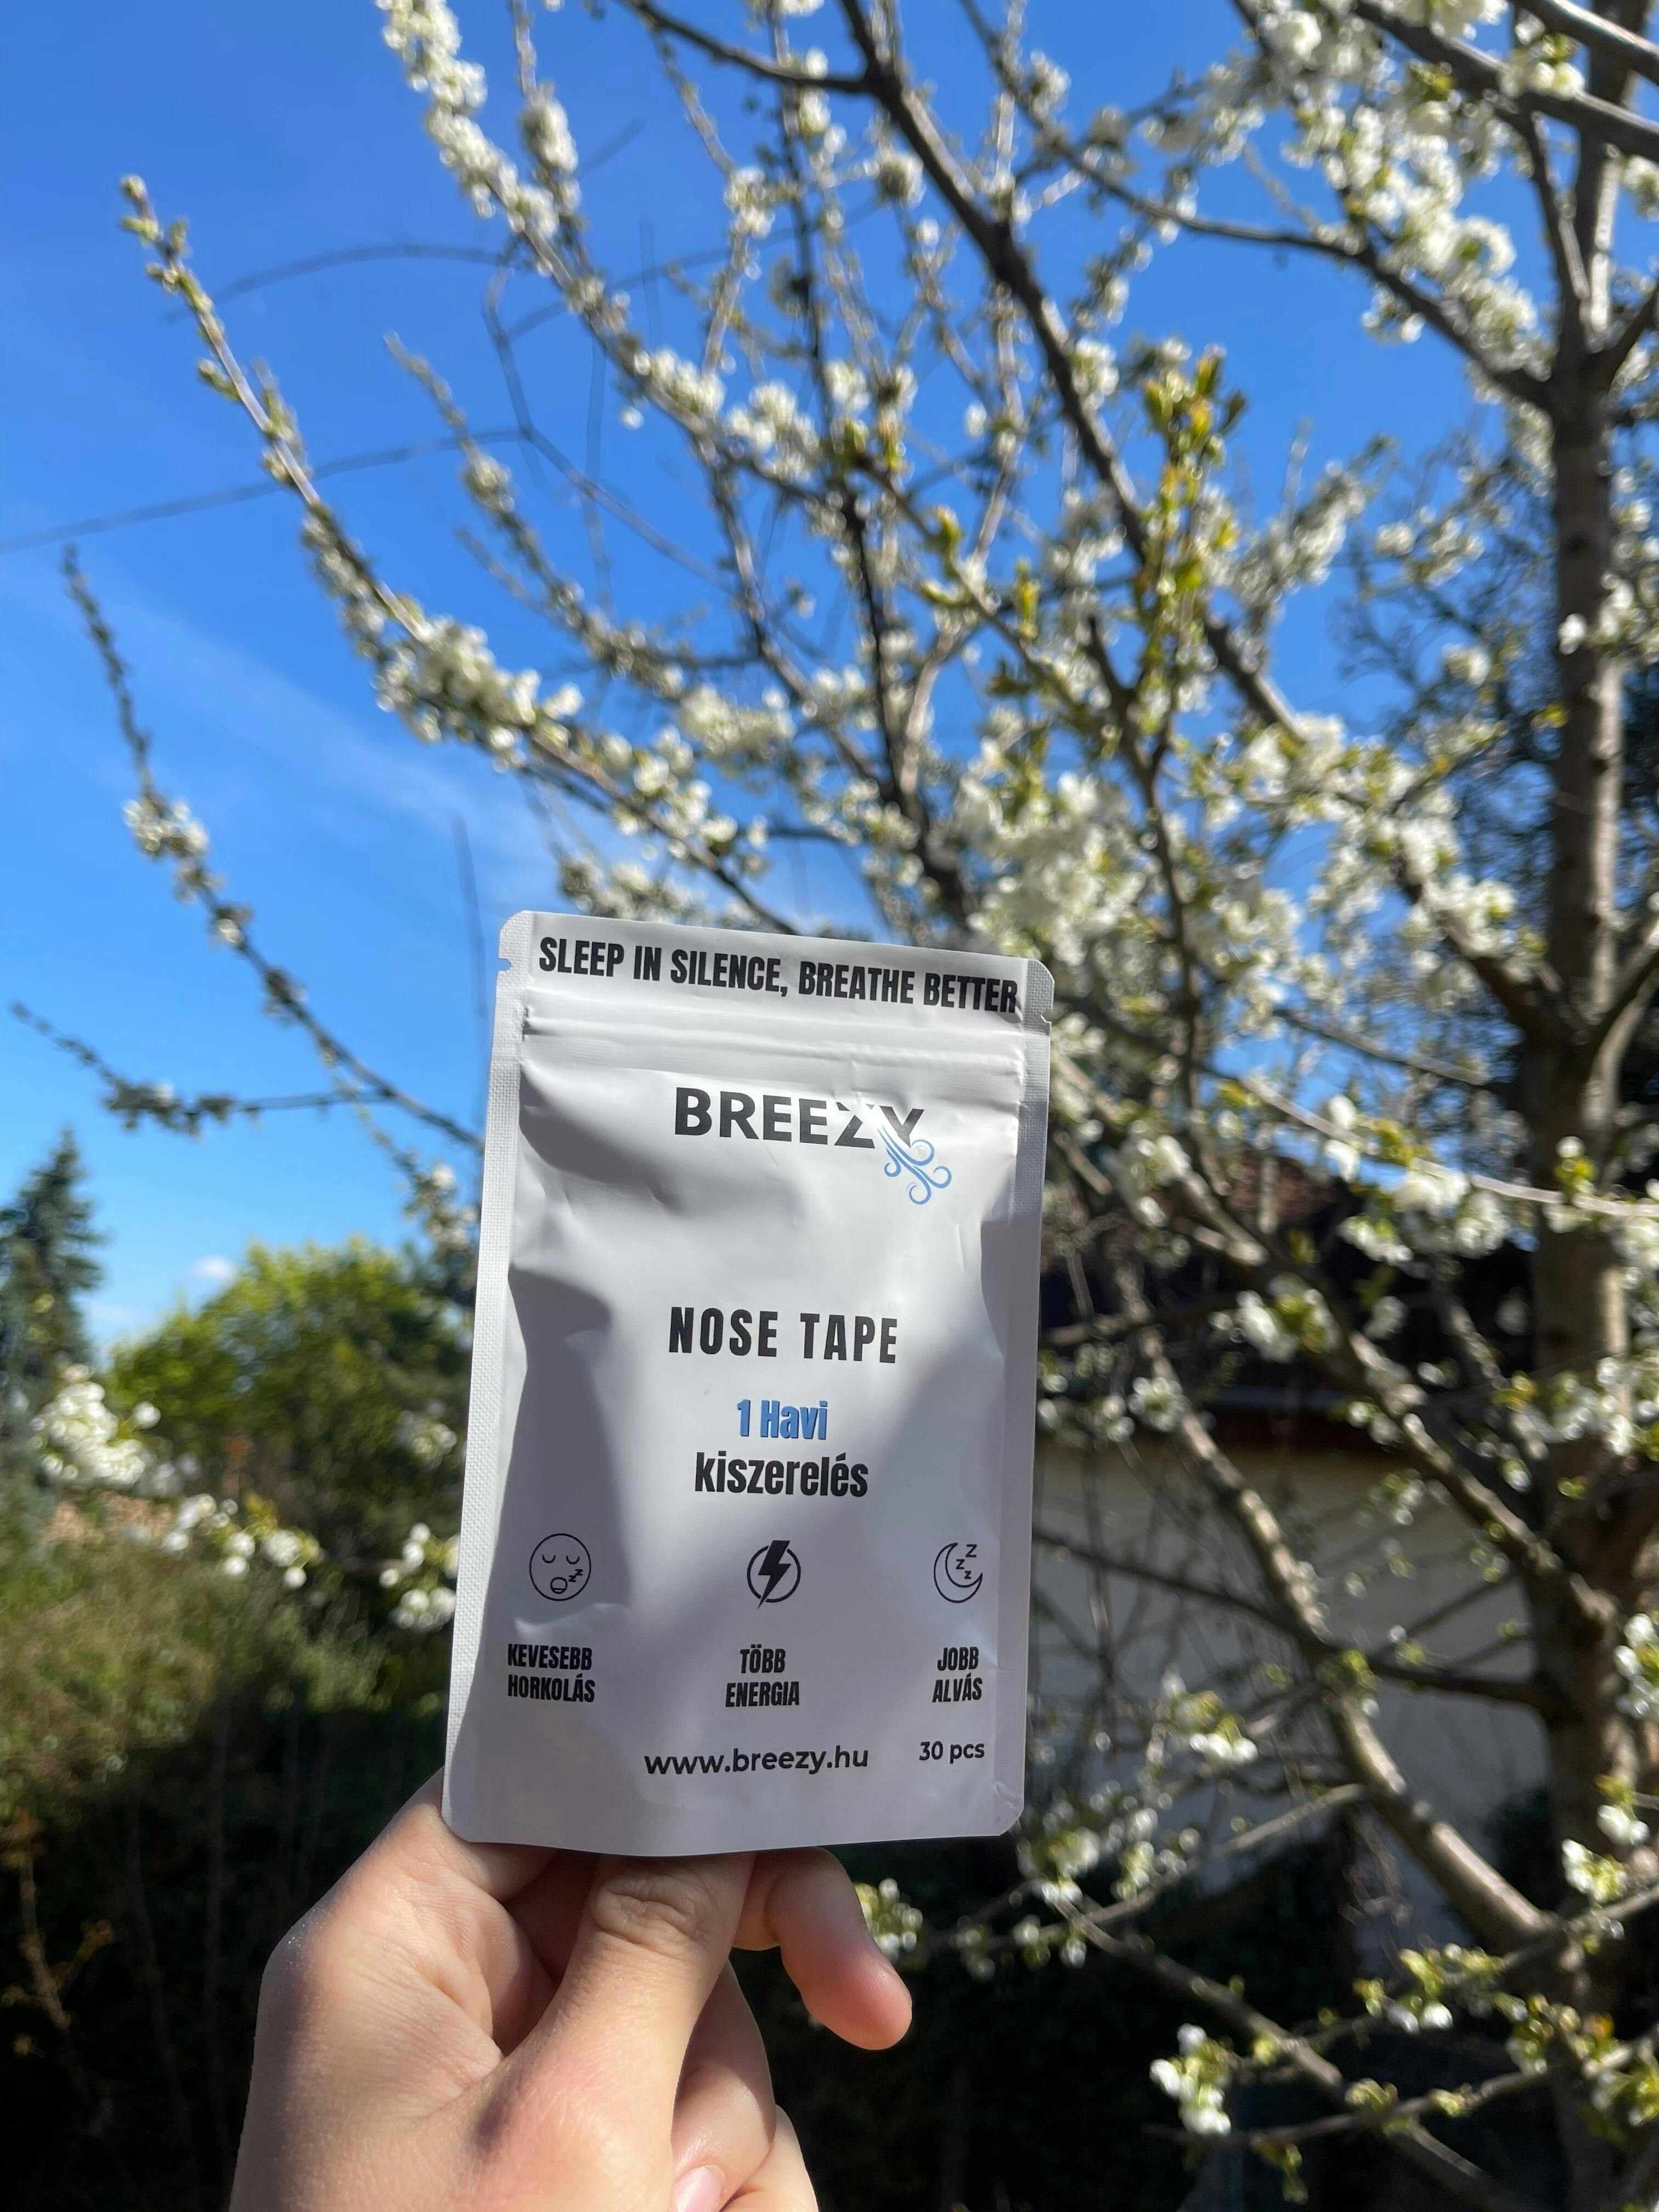 SLEEP IN SILENCE, BREATHE BETTER
BREEZY
NOSE TAPE
1 Havi
kiszerelés
KEVESEBB
HORKOLÁS
TÖBB
ENERGIA
JOBB
ALVÁS
www.breezy.hu
30 pcs